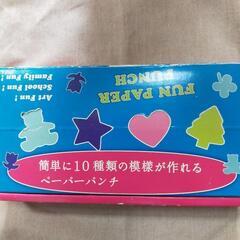 FUN PAPER
PUNCH
Art Fun!
School Fun!
Family Fun!
簡単に10種類の模様が作れる
ペーパーパンチ